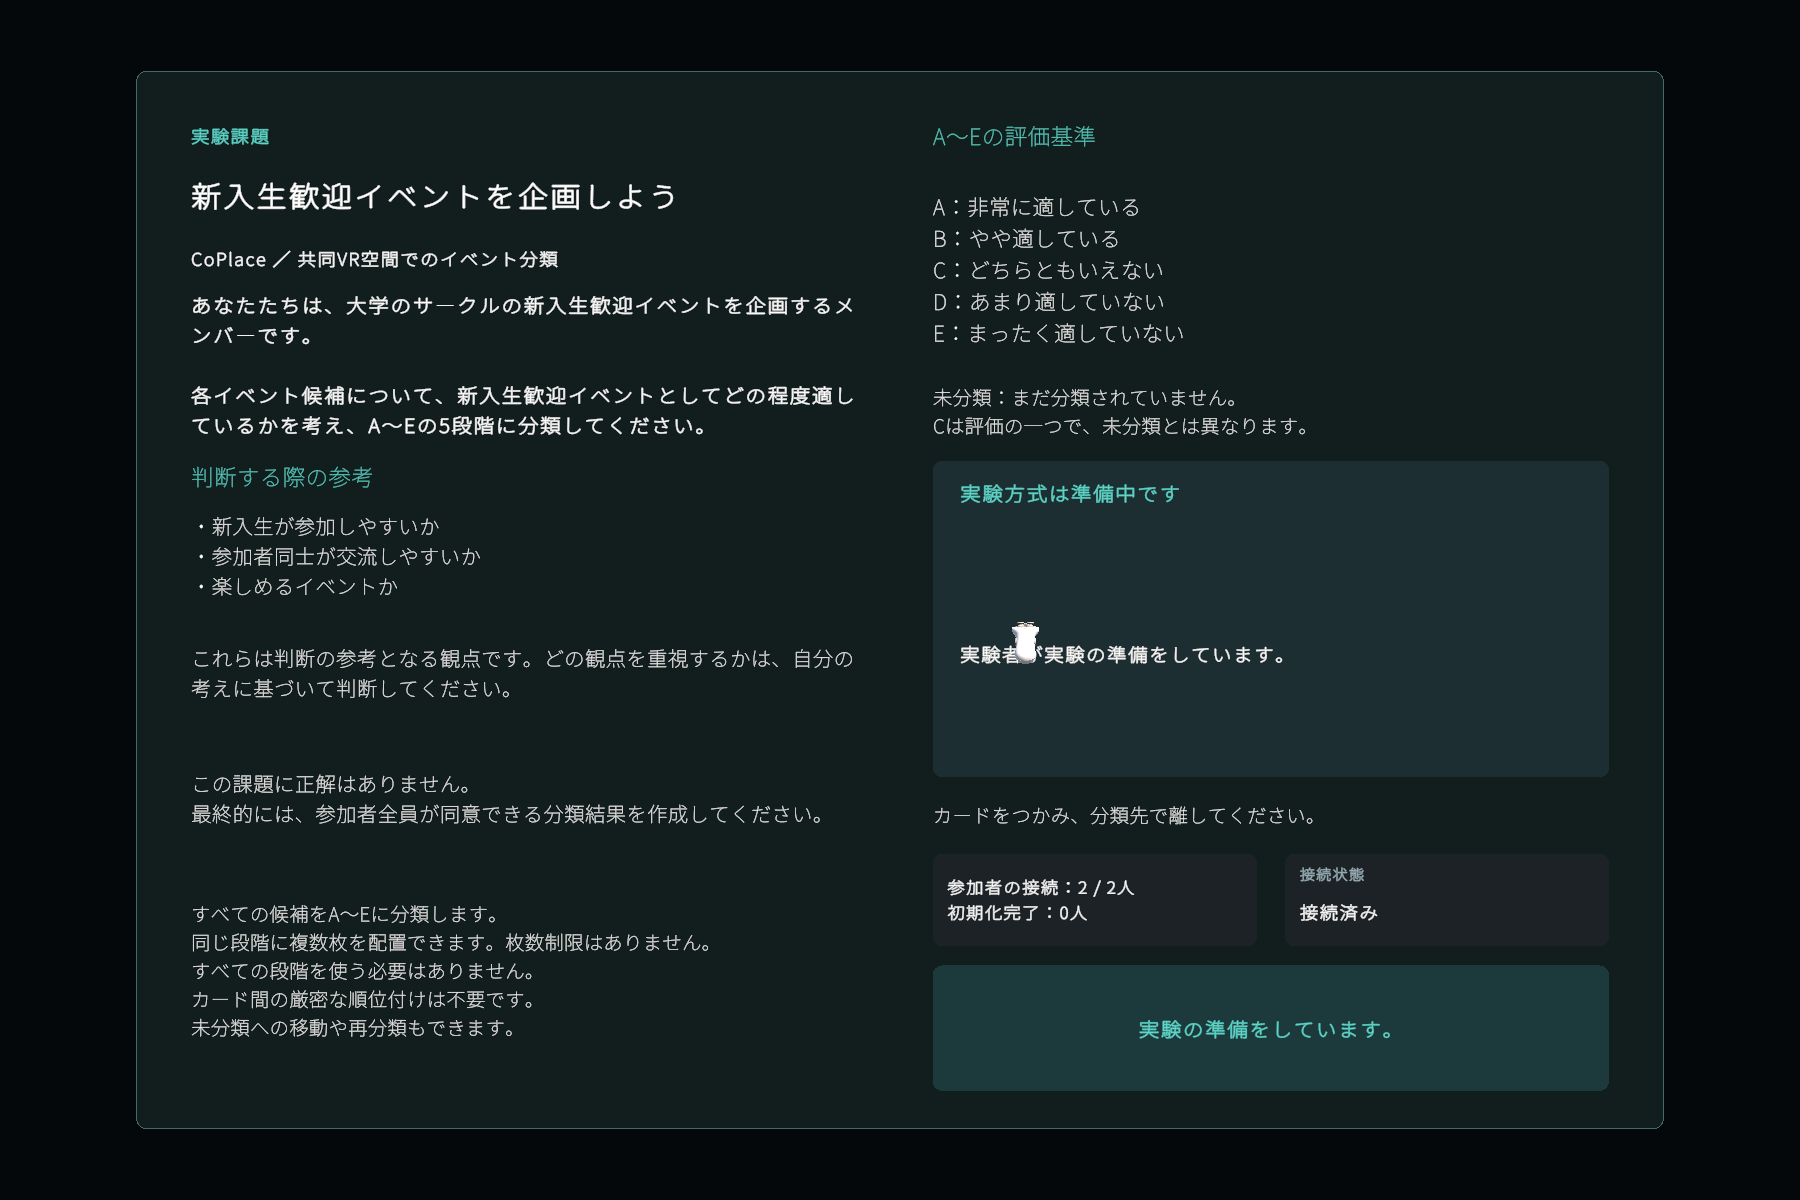 実験課題
新入生歓迎イベントを企画しよう
CoPlace ／ 共同VR空間でのイベント分類
あなたたちは、大学のサークルの新入生歓迎イベントを企画するメ
ンバーです。
各イベント候補について、新入生歓迎イベントとしてどの程度適し
ているかを考え、A〜Eの5段階に分類してください。
判断する際の参考
・新入生が参加しやすいか
・参加者同士が交流しやすいか
・楽しめるイベントか
これらは判断の参考となる観点です。どの観点を重視するかは、自分の
考えに基づいて判断してください。
この課題に正解はありません。
最終的には、参加者全員が同意できる分類結果を作成してください。
すべての候補をA〜Eに分類します。
同じ段階に複数枚を配置できます。枚数制限はありません。
すべての段階を使う必要はありません。
カード間の厳密な順位付けは不要です。
未分類への移動や再分類もできます。
A〜Eの評価基準
A：非常に適している
B：やや適している
C：どちらともいえない
D：あまり適していない
E：まったく適していない
未分類：まだ分類されていません。
Cは評価の一つで、未分類とは異なります。
実験方式は準備中です
実験者が実験の準備をしています。
カードをつかみ、分類先で離してください。
参加者の接続：2 / 2人
初期化完了：0人
接続状態
接続済み
実験の準備をしています。